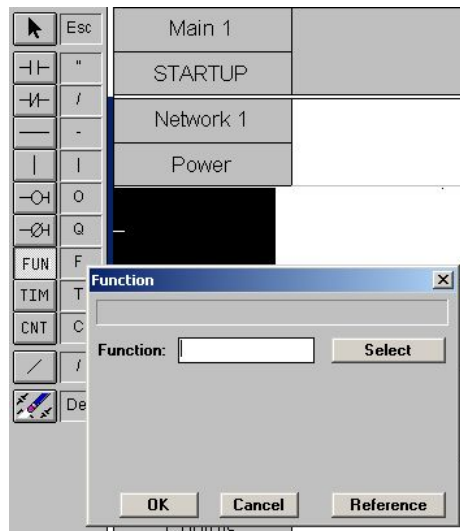 Esc
Main 1
"
STARTUP
/
-
Network 1
|
Power
O
Q
FUN F
Function
TIM T
CNT C
Function: Select
/
De
OK Cancel Reference